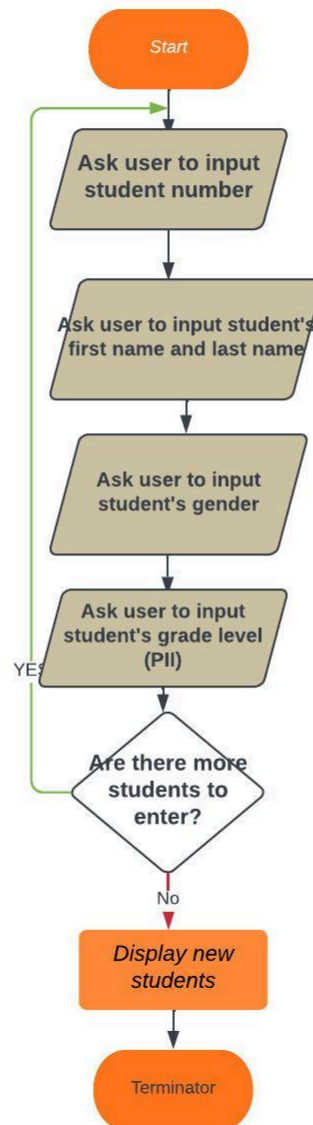 Start
Ask user to input
student number
Ask user to input student's
first name and last name
Ask user to input
student's gender
Ask user to input
student's grade level
(PII)
YES
Are there more
students to
enter?
No
Display new
students
Terminator